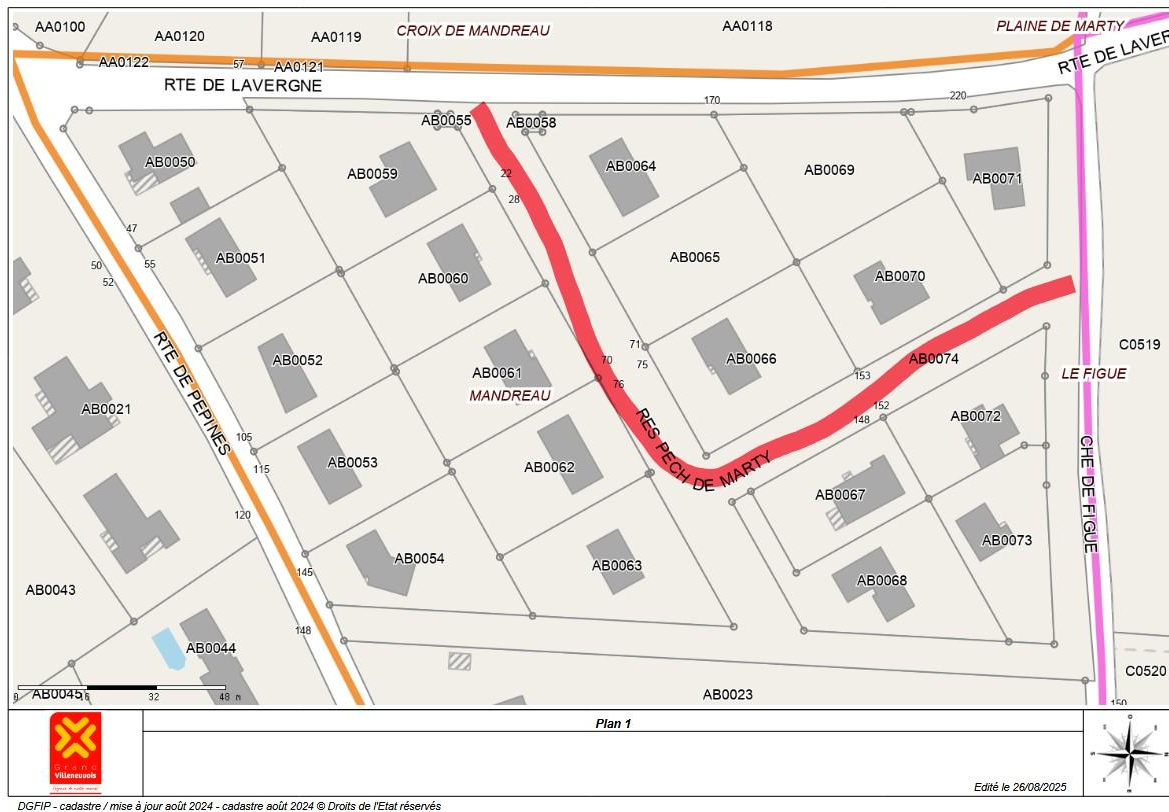 AA0100
AA0120
AA0119
CROIX DE MANDREAU
AA0118
PLAINE DE MARTY
AA0122
57
AA0121
RTE DE LAVERGNE
RTE DE LAVER
170
220
AB0055
AB0058
AB0050
AB0059
AB0064
AB0069
AB0071
22
28
47
55
50
52
AB0051
AB0060
AB0065
AB0070
RTE DE PEPINES
AB0052
AB0061
MANDREAU
70
76
71
75
AB0066
153
AB0074
C0519
LE FIGUE
152
148
AB0021
105
115
AB0053
AB0062
RES PECH DE MARTY
AB0072
CHE DE FIGUE
AB0067
120
AB0054
AB0063
AB0073
145
AB0068
AB0043
148
AB0044
C0520
AB0045
0 16 32 48 M
AB0023
150
Plan 1
Grand
Villeneuvois
Edité le 26/08/2025
DGFIP - cadastre / mise à jour août 2024 - cadastre août 2024 © Droits de l'Etat réservés